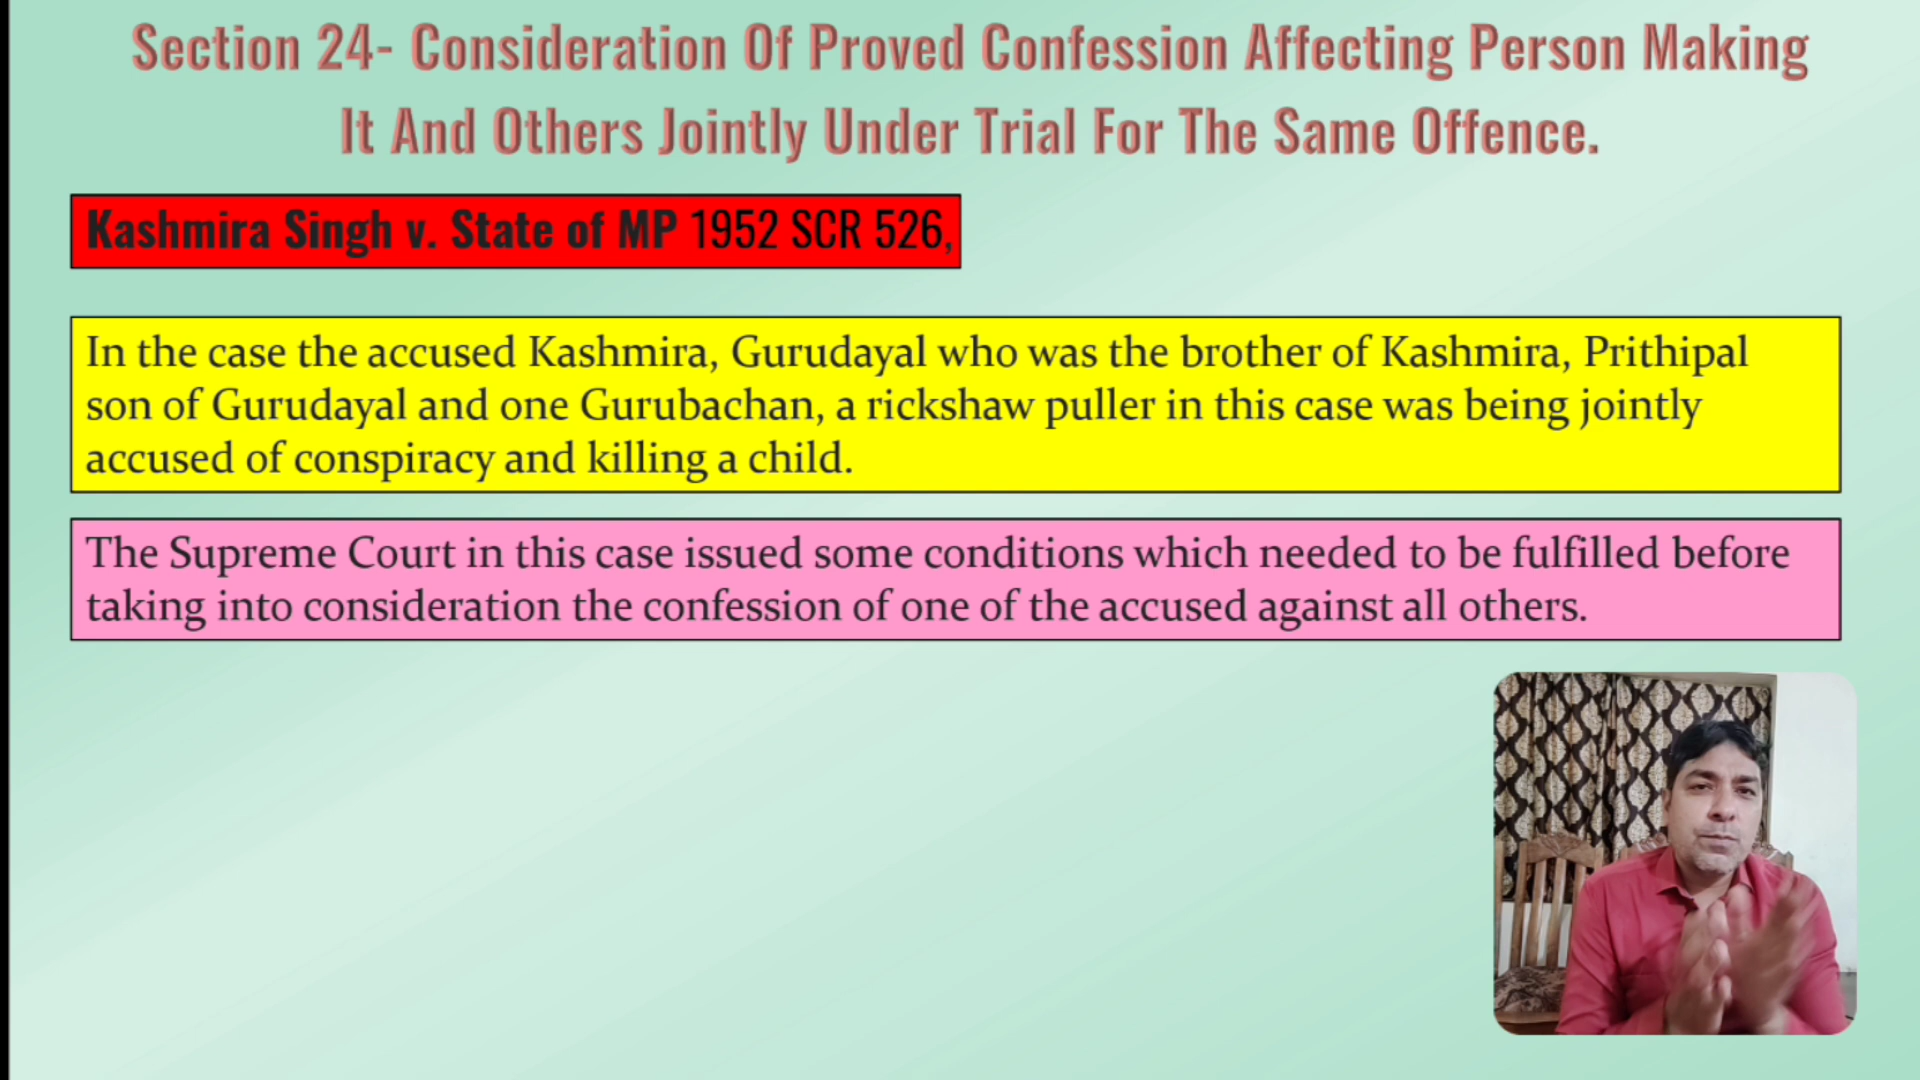 Section 24- Consideration Of Proved Confession Affecting Person Making
It And Others Jointly Under Trial For The Same Offence.
Kashmira Singh v. State of MP 1952 SCR 526,
In the case the accused Kashmira, Gurudayal who was the brother of Kashmira, Prithipal
son of Gurudayal and one Gurubachan, a rickshaw puller in this case was being jointly
accused of conspiracy and killing a child.
The Supreme Court in this case issued some conditions which needed to be fulfilled before
taking into consideration the confession of one of the accused against all others.